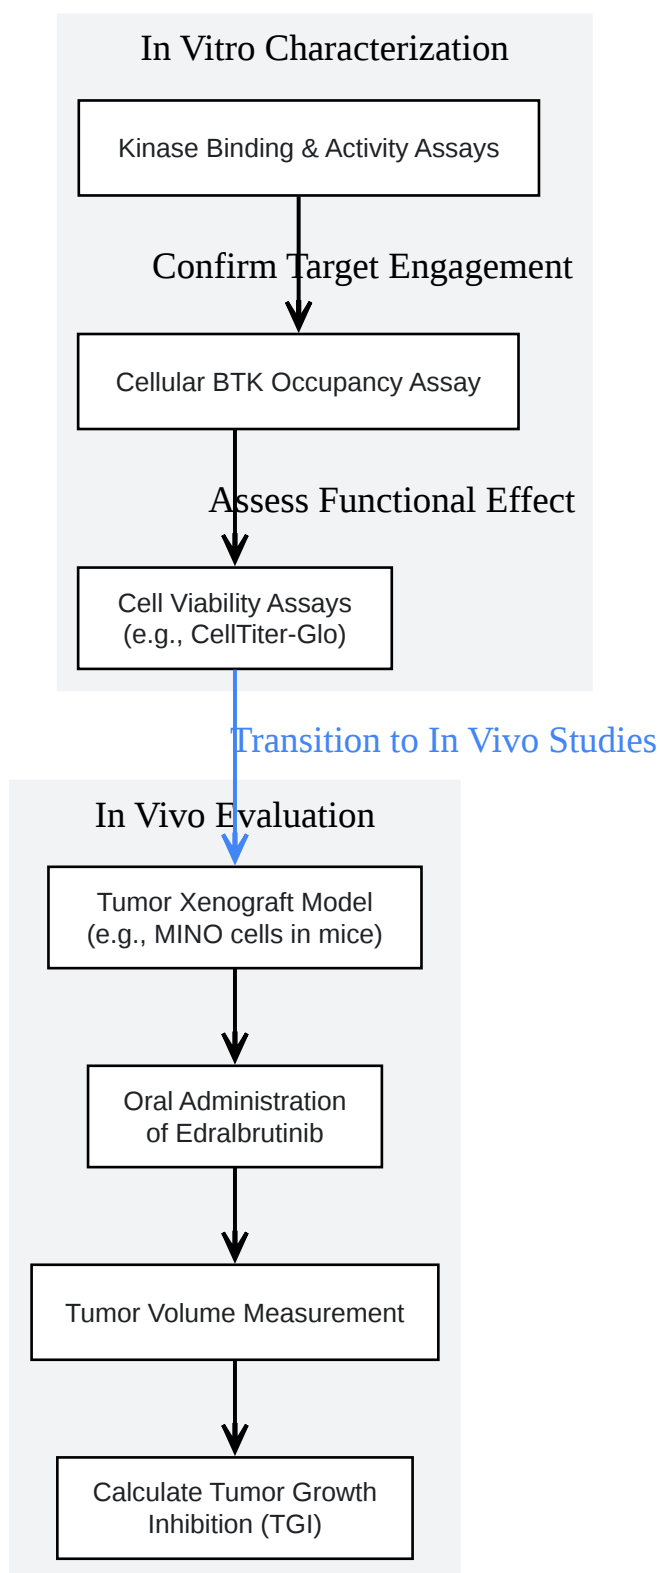 In Vitro Characterization
Kinase Binding & Activity Assays
Confirm Target Engagement
Cellular BTK Occupancy Assay
Assess Functional Effect
Cell Viability Assays
(e.g., CellTiter-Glo)
Transition to In Vivo Studies
In Vivo Evaluation
Tumor Xenograft Model
(e.g., MINO cells in mice)
Oral Administration
of Edralbrutinib
Tumor Volume Measurement
Calculate Tumor Growth
Inhibition (TGI)